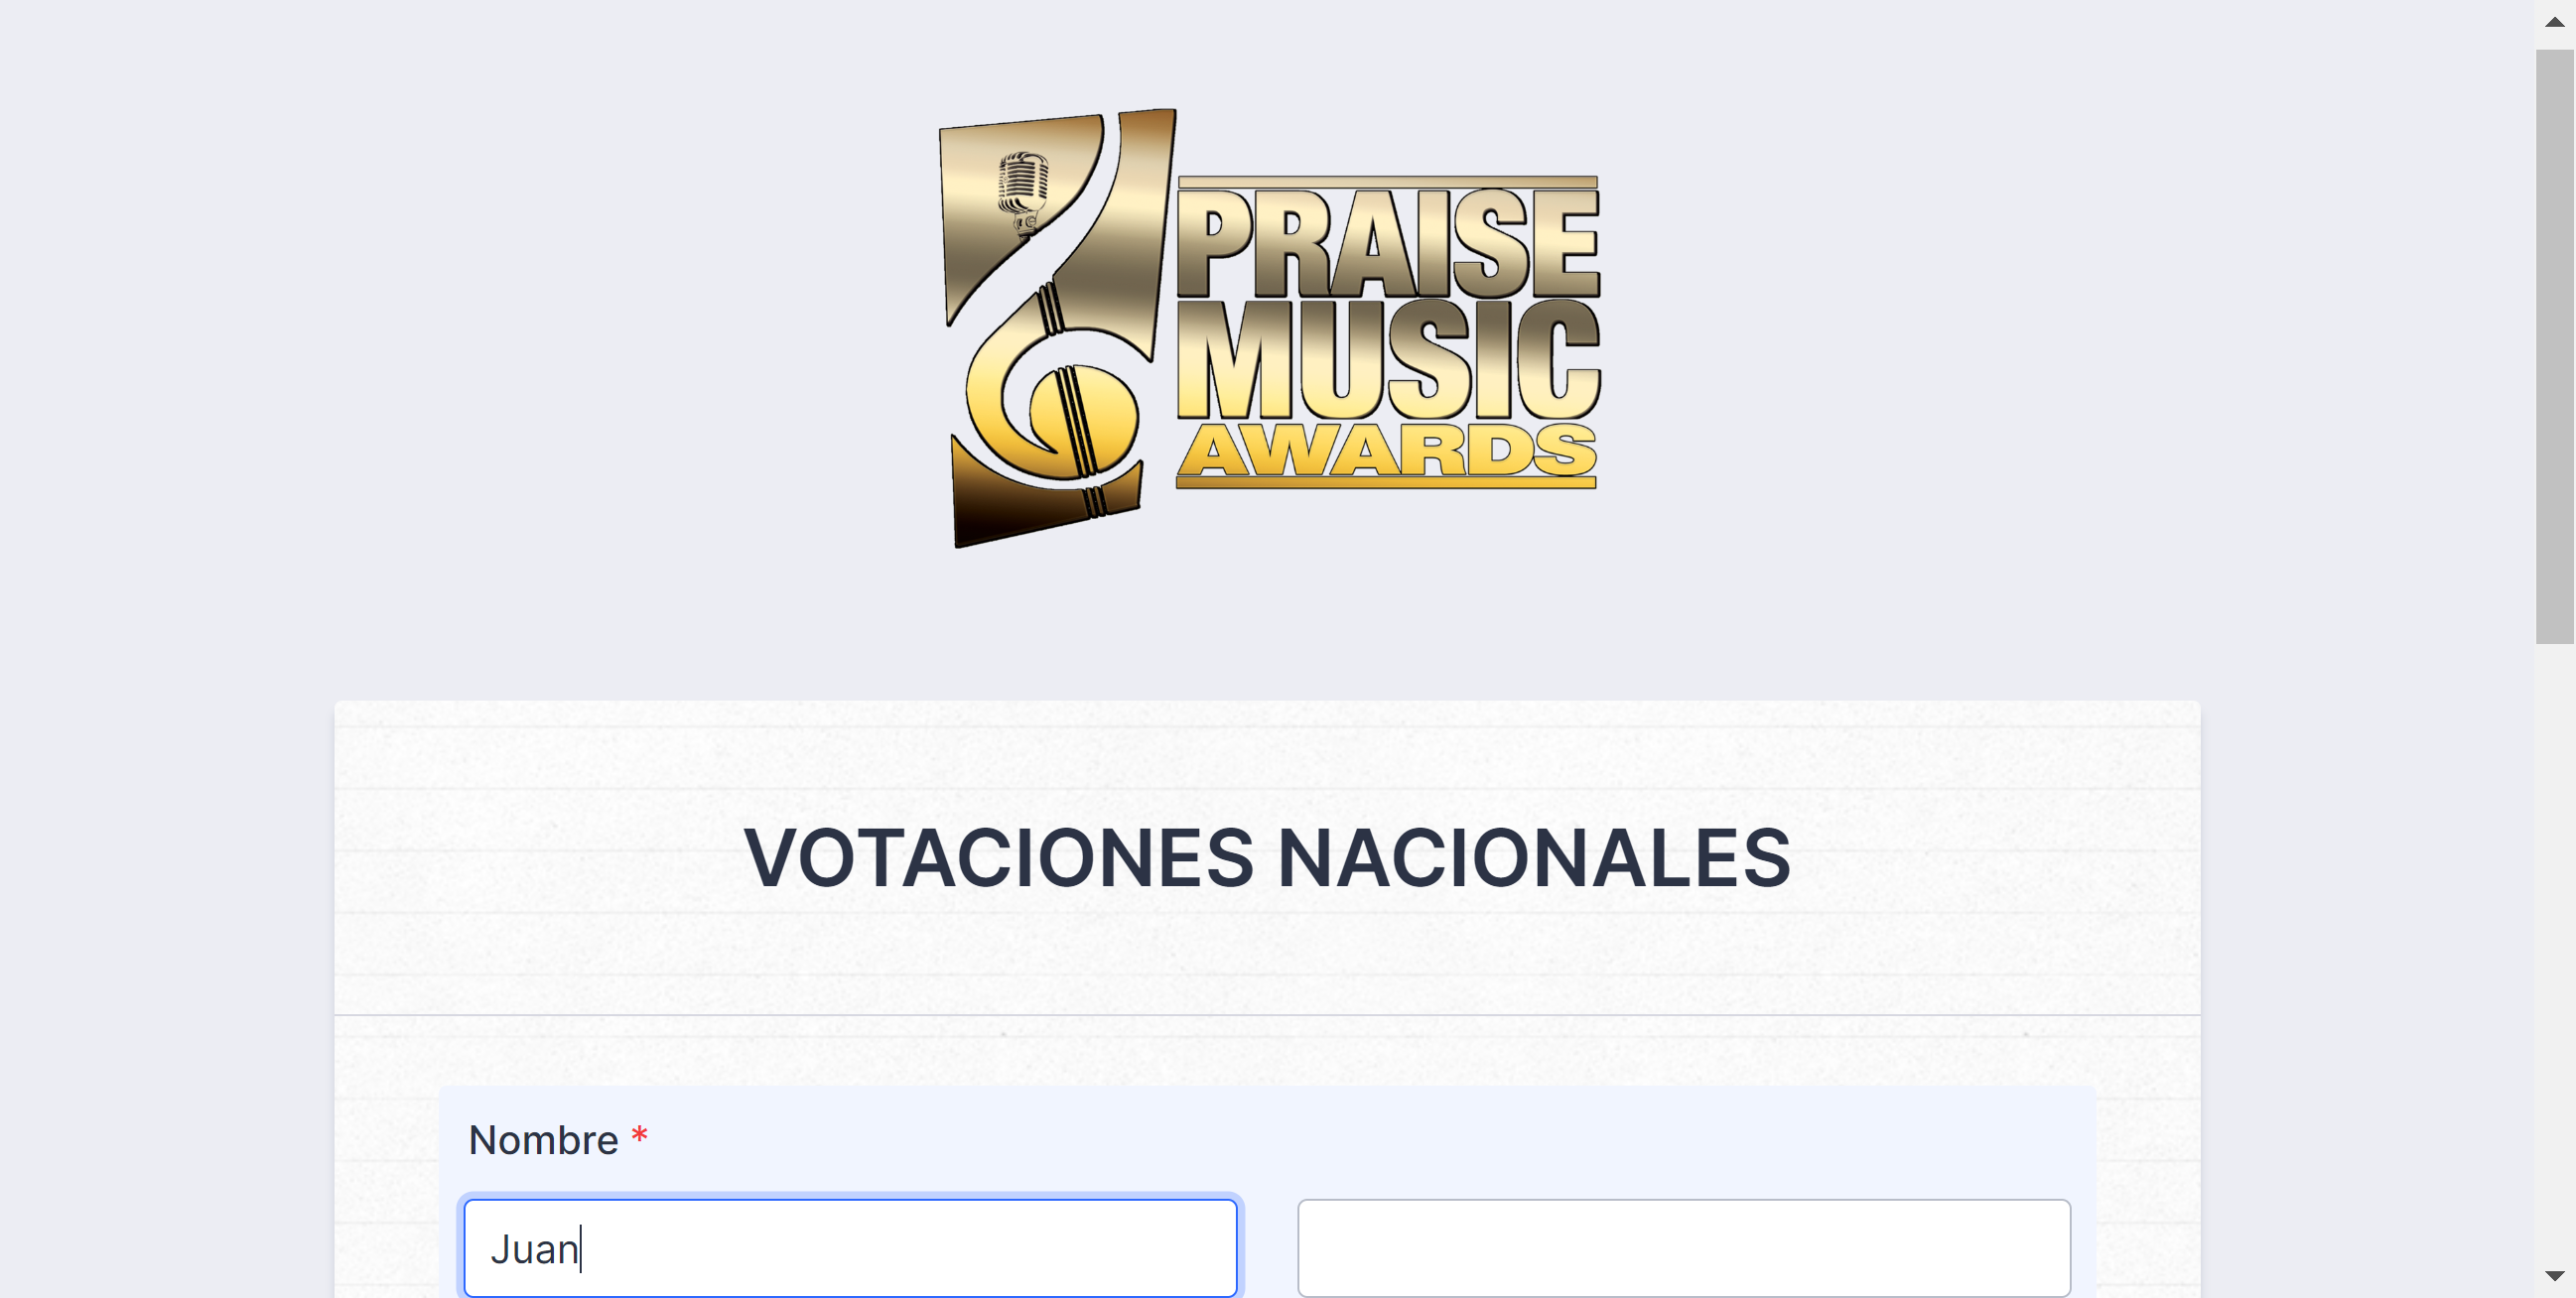 PRAISE
MUSIC
AWARDS
VOTACIONES NACIONALES
Nombre *
Juan